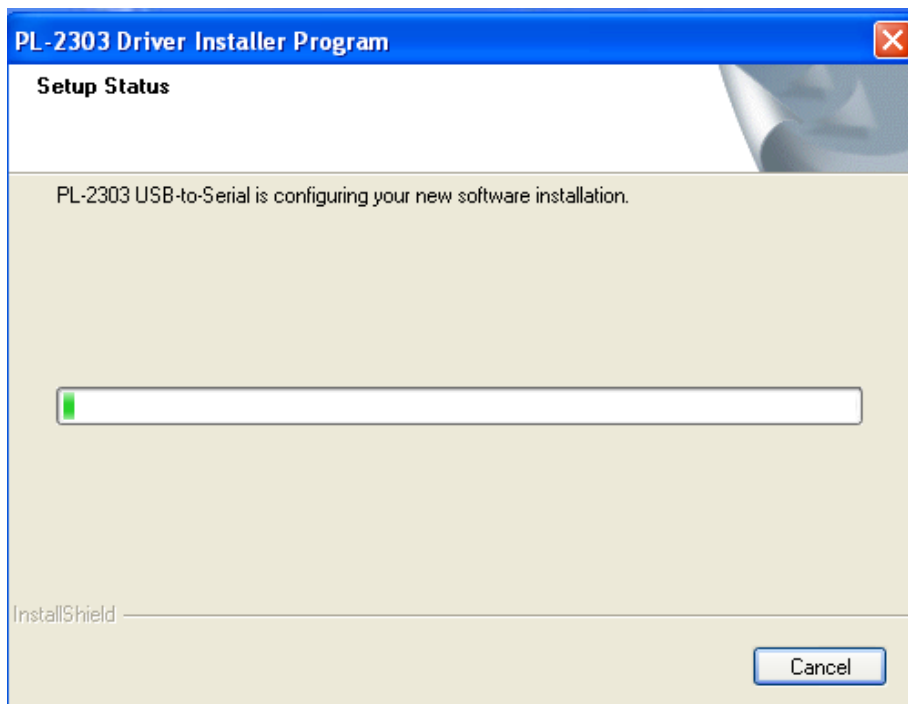 PL-2303 Driver Installer Program
Setup Status
PL-2303 USB-to-Serial is configuring your new software installation.
InstallShield
Cancel